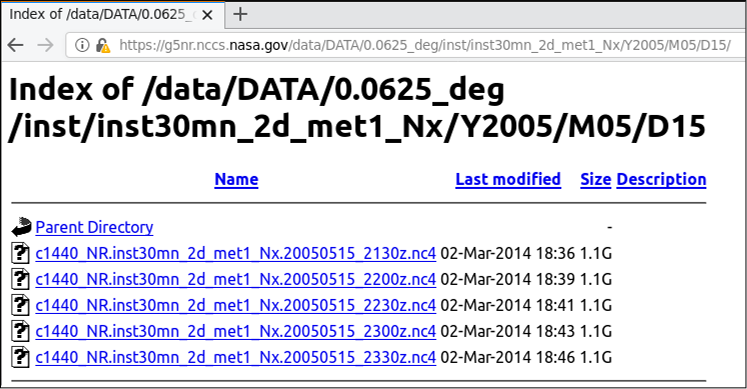 Index of /data/DATA/0.0625_
https://g5nr.nccs.nasa.gov/data/DATA/0.0625_deg/inst/inst30mn_2d_met1_Nx/Y2005/M05/D15/
Index of /data/DATA/0.0625_deg
/inst/inst30mn_2d_met1_Nx/Y2005/M05/D15
Name Last modified Size Description
Parent Directory -
c1440_NR.inst30mn_2d_met1_Nx.20050515_2130z.nc4 02-Mar-2014 18:36 1.1G
c1440_NR.inst30mn_2d_met1_Nx.20050515_2200z.nc4 02-Mar-2014 18:39 1.1G
c1440_NR.inst30mn_2d_met1_Nx.20050515_2230z.nc4 02-Mar-2014 18:41 1.1G
c1440_NR.inst30mn_2d_met1_Nx.20050515_2300z.nc4 02-Mar-2014 18:43 1.1G
c1440_NR.inst30mn_2d_met1_Nx.20050515_2330z.nc4 02-Mar-2014 18:46 1.1G